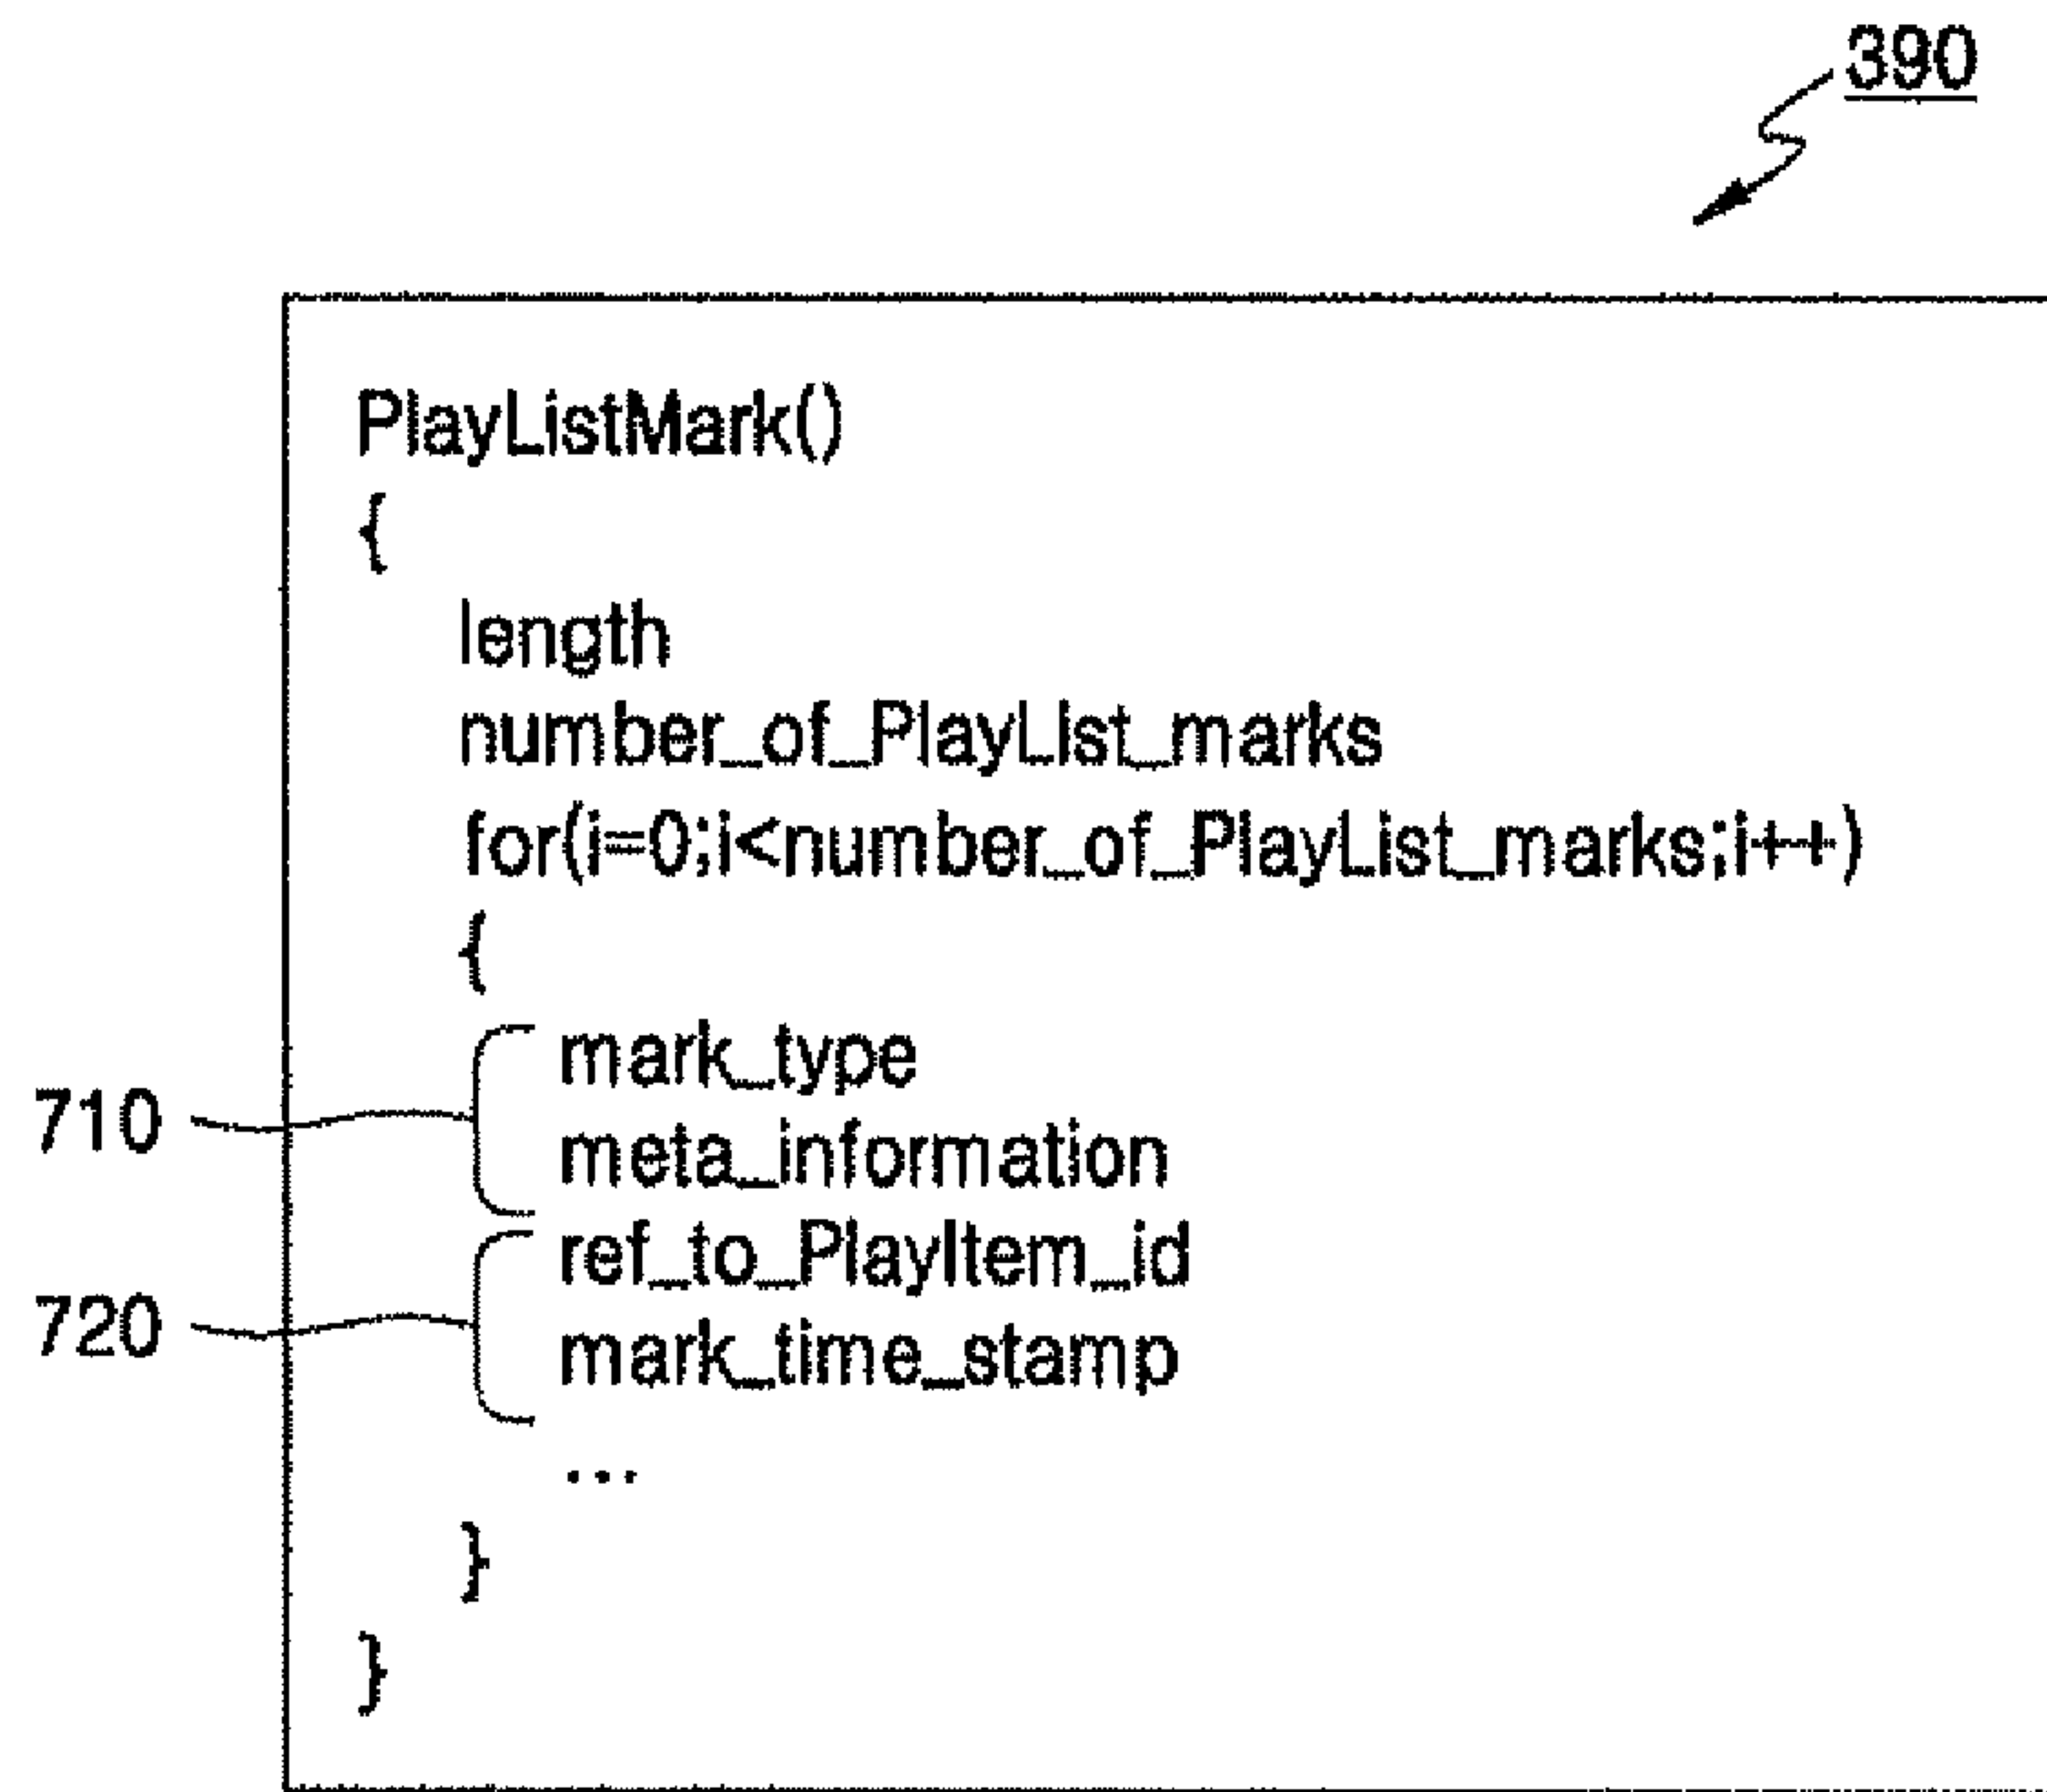 390
PlayListMark()
{
length
number_of_PlayList_marks
for(i=0;i<number_of_PlayList_marks;i++)
{
mark_type
710
meta_information
ref_to_PlayItem_id
720
mark_time_stamp
...
}
}